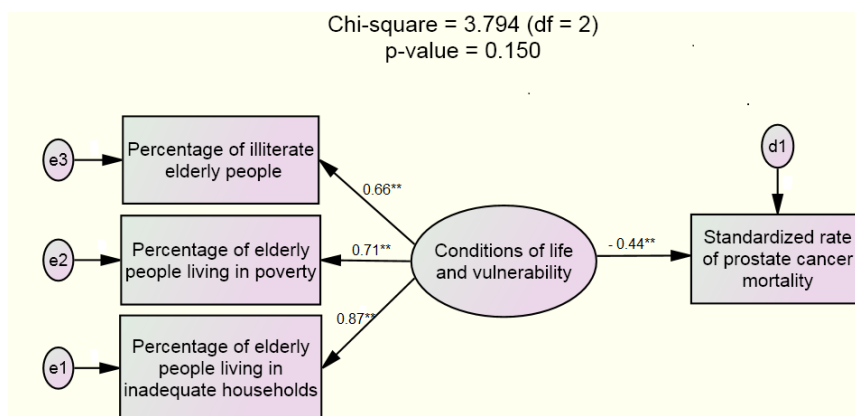 Chi-square = 3.794 (df = 2)
p-value = 0.150
e3
Percentage of illiterate
elderly people
0.66**
e2
Percentage of elderly
people living in poverty
0.71**
e1
Percentage of elderly
people living in
inadequate households
0.87**
Conditions of life
and vulnerability
- 0.44**
d1
Standardized rate
of prostate cancer
mortality